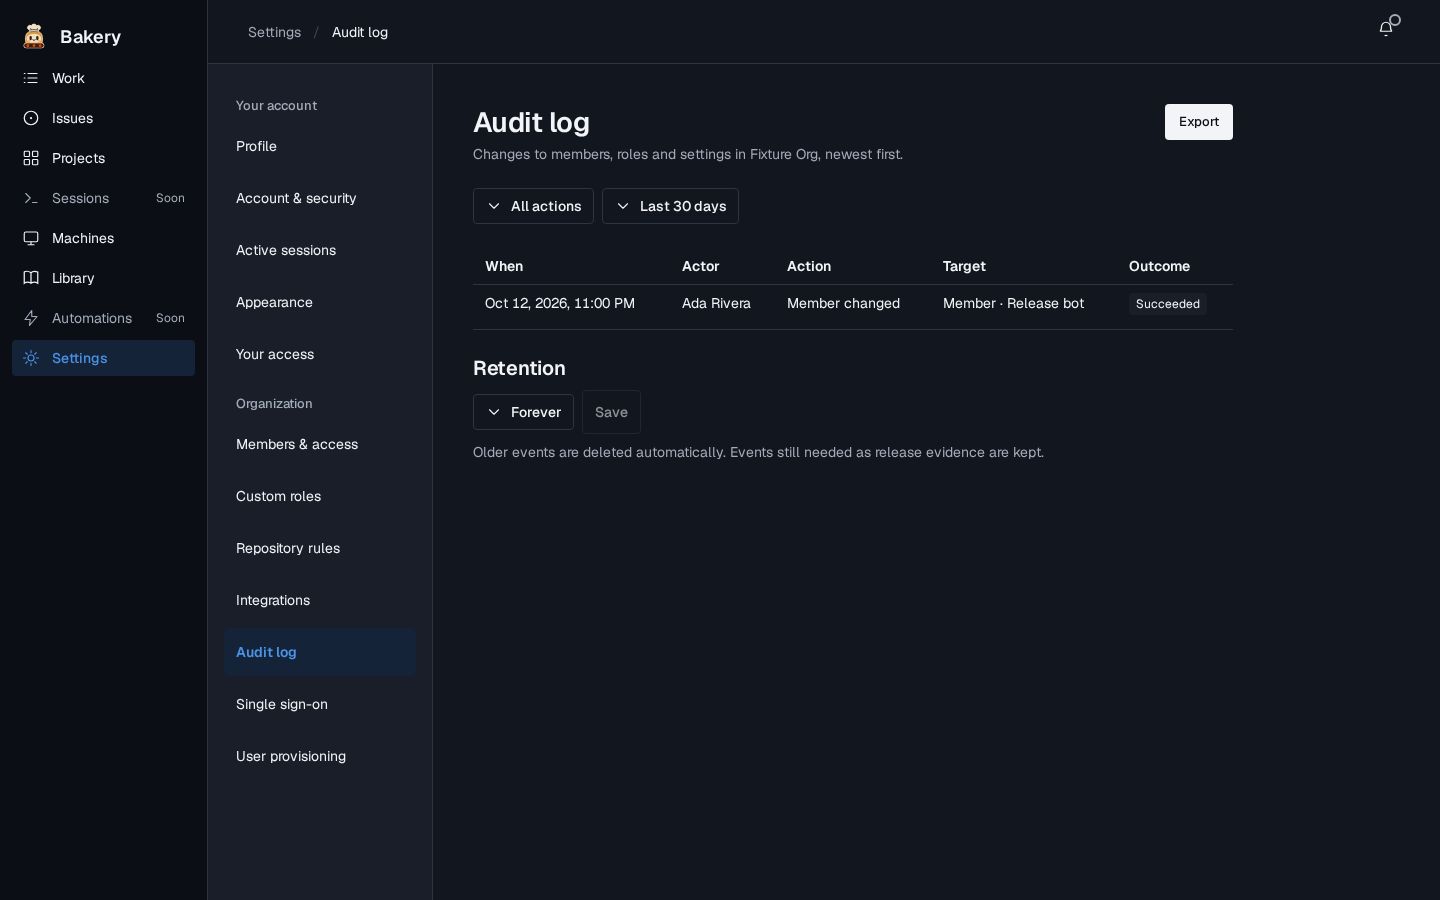 Bakery
Work
Issues
Projects
Sessions Soon
Machines
Library
Automations Soon
Settings
Settings / Audit log
Your account
Profile
Account & security
Active sessions
Appearance
Your access
Organization
Members & access
Custom roles
Repository rules
Integrations
Audit log
Single sign-on
User provisioning
Audit log
Export
Changes to members, roles and settings in Fixture Org, newest first.
All actions Last 30 days
When Actor Action Target Outcome
Oct 12, 2026, 11:00 PM Ada Rivera Member changed Member · Release bot Succeeded
Retention
Forever Save
Older events are deleted automatically. Events still needed as release evidence are kept.